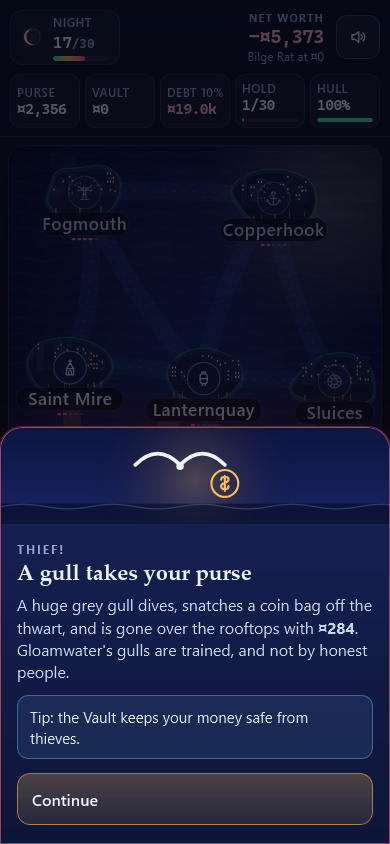 NIGHT
17/30
NET WORTH
−¤5,373
Bilge Rat at ¤0
PURSE
¤2,356
VAULT
¤0
DEBT 10%
¤19.0k
HOLD
1/30
HULL
100%
Fogmouth
Copperhook
Saint Mire
Lanternquay
Sluices
THIEF!
A gull takes your purse
A huge grey gull dives, snatches a coin bag off the
thwart, and is gone over the rooftops with ¤284.
Gloamwater's gulls are trained, and not by honest
people.
Tip: the Vault keeps your money safe from
thieves.
Continue